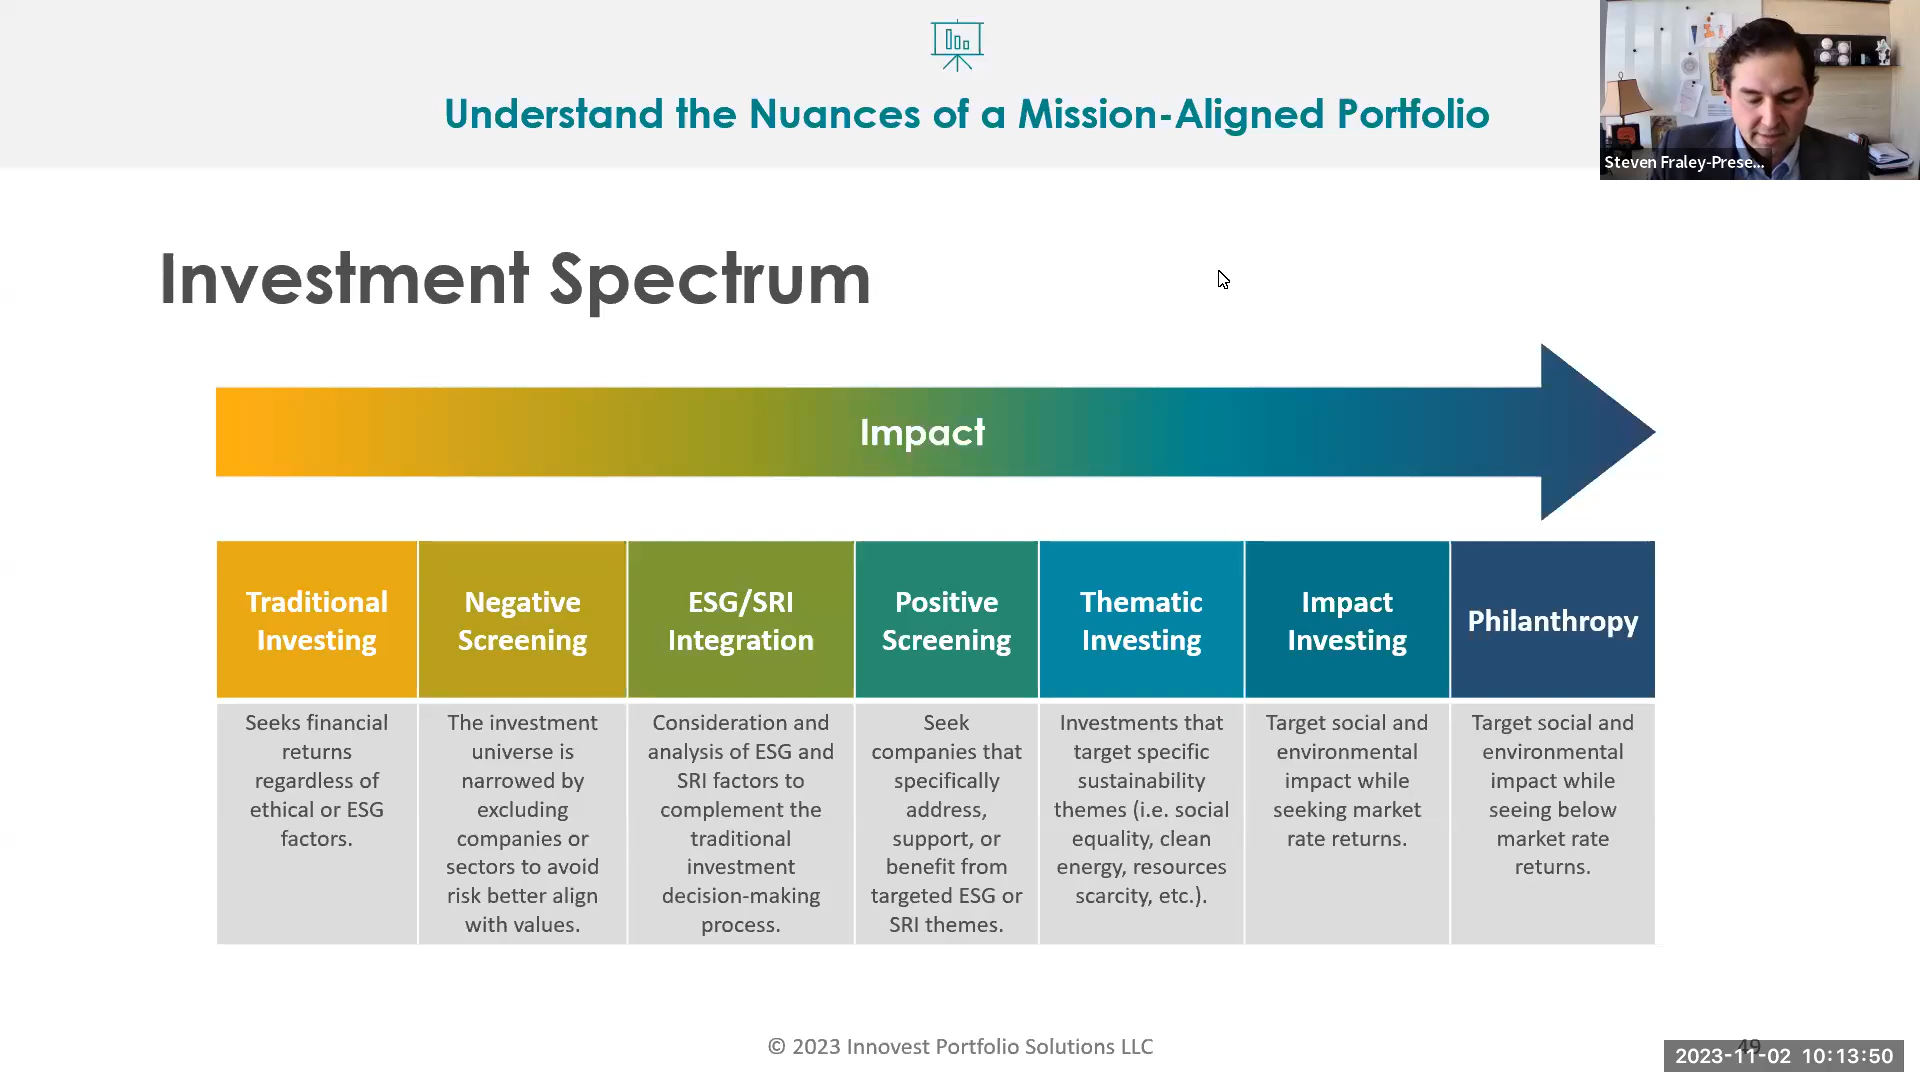 Understand the Nuances of a Mission-Aligned Portfolio
Steven Fraley-Prese...
Investment Spectrum
Impact
Traditional
Investing
Negative
Screening
ESG/SRI
Integration
Positive
Screening
Thematic
Investing
Impact
Investing
Philanthropy
Seeks financial
returns
regardless of
ethical or ESG
factors.
The investment
universe is
narrowed by
excluding
companies or
sectors to avoid
risk better align
with values.
Consideration and
analysis of ESG and
SRI factors to
complement the
traditional
investment
decision-making
process.
Seek
companies that
specifically
address,
support, or
benefit from
targeted ESG or
SRI themes.
Investments that
target specific
sustainability
themes (i.e. social
equality, clean
energy, resources
scarcity, etc.).
Target social and
environmental
impact while
seeking market
rate returns.
Target social and
environmental
impact while
seeing below
market rate
returns.
© 2023 Innovest Portfolio Solutions LLC
49
2023-11-02 10:13:50